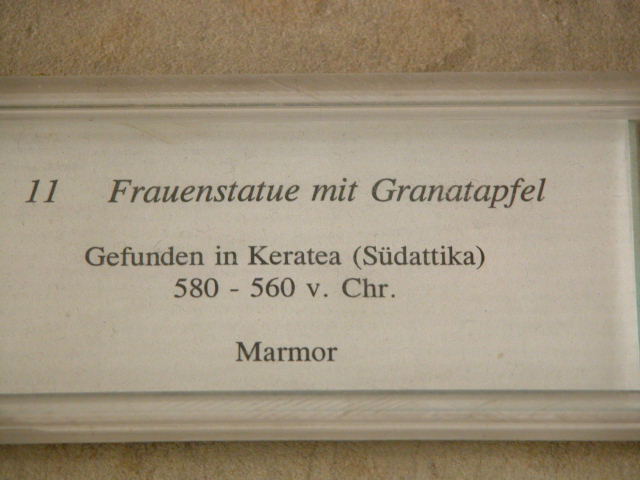 11 Frauenstatue mit Granatapfel
Gefunden in Keratea (Südattika)
580 - 560 v. Chr.
Marmor